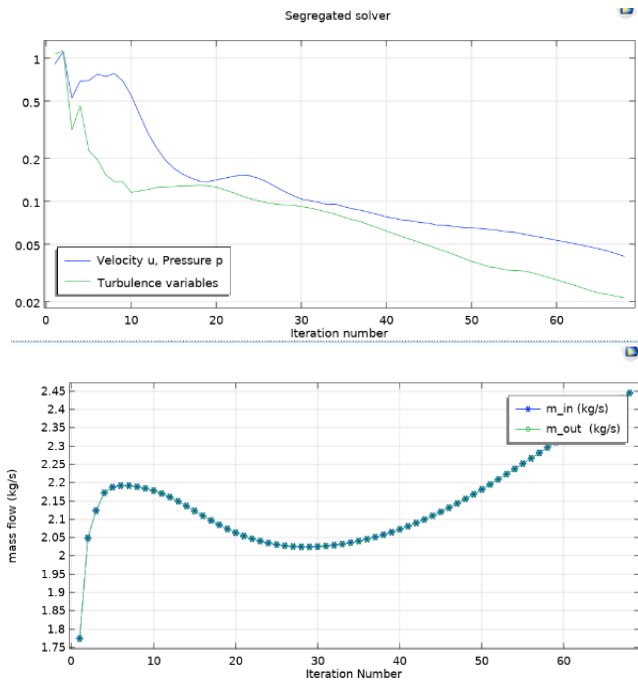 Segregated solver
1
0.5
0.2
0.1
0.05
0.02
Velocity u, Pressure p
Turbulence variables
0 10 20 30 40 50 60
Iteration number
2.45
2.4
2.35
2.3
2.25
2.2
2.15
2.1
2.05
2
1.95
1.9
1.85
1.8
1.75
mass flow (kg/s)
m_in (kg/s)
m_out (kg/s)
0 10 20 30 40 50 60
Iteration Number